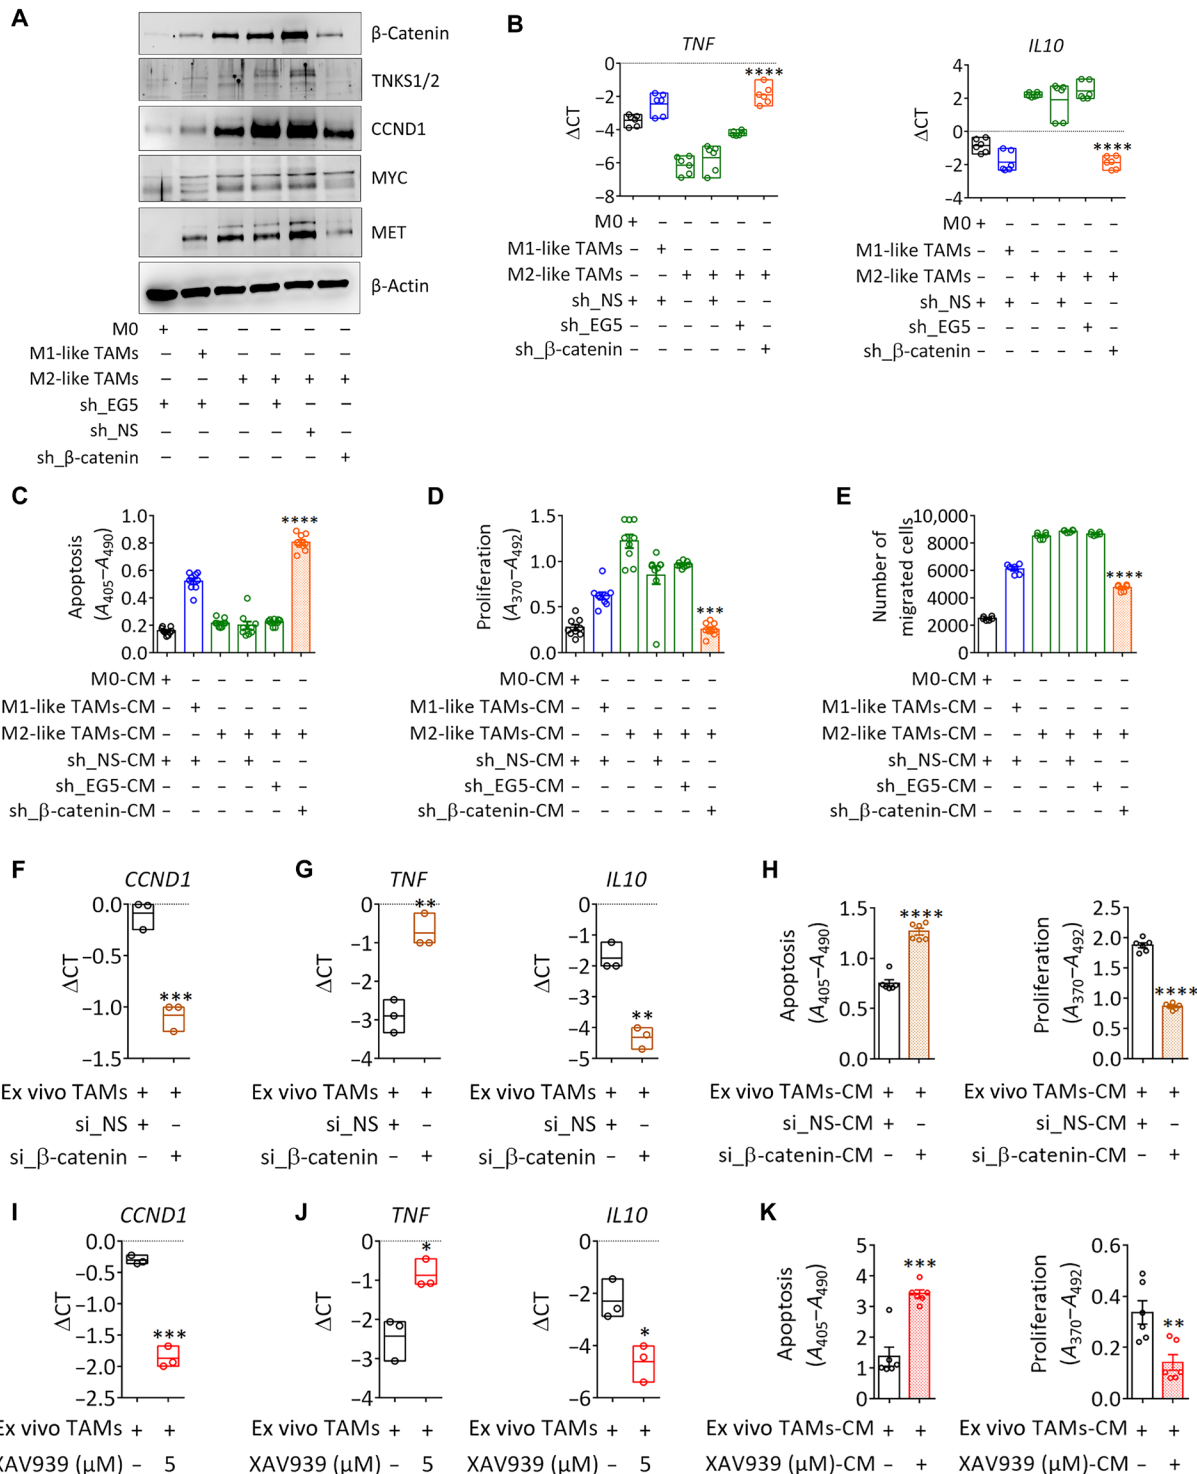 A
β-Catenin
TNKS1/2
CCND1
MYC
MET
β-Actin
M0 + – – – – –
M1-like TAMs – + – – – –
M2-like TAMs – – + + + +
sh_EG5 + + – + – –
sh_NS – – – – + –
sh_β-catenin – – – – – +
B
TNF
ΔCT
0
–2
–4
–6
–8
****
M0 + – – – – –
M1-like TAMs – + – – – –
M2-like TAMs – – + + + +
sh_NS + + – + – –
sh_EG5 – – – – + –
sh_β-catenin – – – – – +
IL10
ΔCT
4
2
0
–2
–4
****
M0 + – – – – –
M1-like TAMs – + – – – –
M2-like TAMs – – + + + +
sh_NS + + – + – –
sh_EG5 – – – – + –
sh_β-catenin – – – – – +
C
Apoptosis
(A405–A490)
1.0
0.8
0.6
0.4
0.2
0.0
****
M0-CM + – – – – –
M1-like TAMs-CM – + – – – –
M2-like TAMs-CM – – + + + +
sh_NS-CM + + – + – –
sh_EG5-CM – – – – + –
sh_β-catenin-CM – – – – – +
D
Proliferation
(A370–A492)
1.5
1.0
0.5
0.0
***
M0-CM + – – – – –
M1-like TAMs-CM – + – – – –
M2-like TAMs-CM – – + + + +
sh_NS-CM + + – + – –
sh_EG5-CM – – – – + –
sh_β-catenin-CM – – – – – +
E
Number of
migrated cells
10,000
8000
6000
4000
2000
0
****
M0-CM + – – – – –
M1-like TAMs-CM – + – – – –
M2-like TAMs-CM – – + + + +
sh_NS-CM + + – + – –
sh_EG5-CM – – – – + –
sh_β-catenin-CM – – – – – +
F
CCND1
ΔCT
0.0
–0.5
–1.0
–1.5
***
Ex vivo TAMs + +
si_NS + –
si_β-catenin – +
G
TNF
ΔCT
0
–1
–2
–3
–4
**
Ex vivo TAMs + +
si_NS + –
si_β-catenin – +
IL10
ΔCT
0
–1
–2
–3
–4
–5
**
Ex vivo TAMs + +
si_NS + –
si_β-catenin – +
H
Apoptosis
(A405–A490)
1.5
1.0
0.5
0.0
****
Ex vivo TAMs-CM + +
si_NS-CM + –
si_β-catenin-CM – +
Proliferation
(A370–A492)
2.5
2.0
1.5
1.0
0.5
0.0
****
Ex vivo TAMs-CM + +
si_NS-CM + –
si_β-catenin-CM – +
I
CCND1
ΔCT
0.0
–0.5
–1.0
–1.5
–2.0
–2.5
***
Ex vivo TAMs + +
XAV939 (μM) – 5
J
TNF
ΔCT
0
–1
–2
–3
–4
*
Ex vivo TAMs + +
XAV939 (μM) – 5
IL10
ΔCT
0
–2
–4
–6
*
Ex vivo TAMs + +
XAV939 (μM) – 5
K
Apoptosis
(A405–A490)
5
4
3
2
1
0
***
Ex vivo TAMs-CM + +
XAV939 (μM)-CM – +
Proliferation
(A370–A492)
0.6
0.4
0.2
0.0
**
Ex vivo TAMs-CM + +
XAV939 (μM)-CM – +